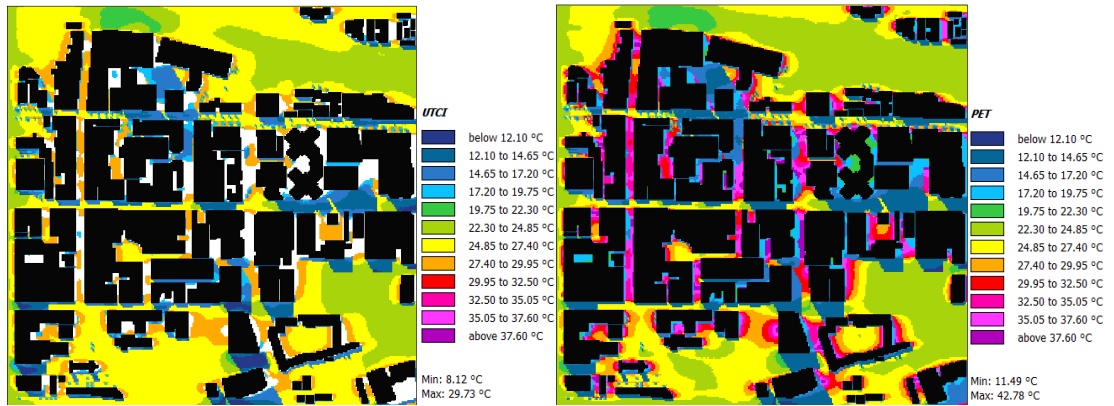 UTCI
below 12.10 °C
12.10 to 14.65 °C
14.65 to 17.20 °C
17.20 to 19.75 °C
19.75 to 22.30 °C
22.30 to 24.85 °C
24.85 to 27.40 °C
27.40 to 29.95 °C
29.95 to 32.50 °C
32.50 to 35.05 °C
35.05 to 37.60 °C
above 37.60 °C
Min: 8.12 °C
Max: 29.73 °C
PET
below 12.10 °C
12.10 to 14.65 °C
14.65 to 17.20 °C
17.20 to 19.75 °C
19.75 to 22.30 °C
22.30 to 24.85 °C
24.85 to 27.40 °C
27.40 to 29.95 °C
29.95 to 32.50 °C
32.50 to 35.05 °C
35.05 to 37.60 °C
above 37.60 °C
Min: 11.49 °C
Max: 42.78 °C